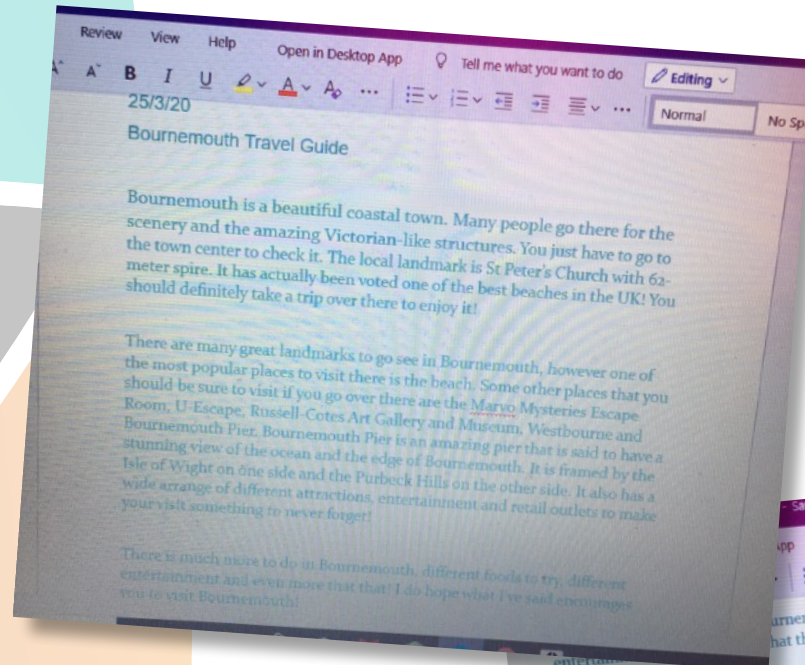 Review View Help Open in Desktop App Tell me what you want to do Editing
A A B I U A A Normal No Sp
25/3/20
Bournemouth Travel Guide
Bournemouth is a beautiful coastal town. Many people go there for the
scenery and the amazing Victorian-like structures. You just have to go to
the town center to check it. The local landmark is St Peter's Church with 62-
meter spire. It has actually been voted one of the best beaches in the UK! You
should definitely take a trip over there to enjoy it!
There are many great landmarks to go see in Bournemouth, however one of
the most popular places to visit there is the beach. Some other places that you
should be sure to visit if you go over there are the Marvo Mysteries Escape
Room, U-Escape, Russell-Cotes Art Gallery and Museum, Westbourne and
Bournemouth Pier. Bournemouth Pier is an amazing pier that is said to have a
stunning view of the ocean and the edge of Bournemouth. It is framed by the
Isle of Wight on one side and the Purbeck Hills on the other side. It also has a
wide arrange of different attractions, entertainment and retail outlets to make
your visit something to never forget!
There is much more to do in Bournemouth, different foods to try, different
entertainment and even more that that! I do hope what I've said encourages
you to visit Bournemouth!
- Sa
App
urner
hat th